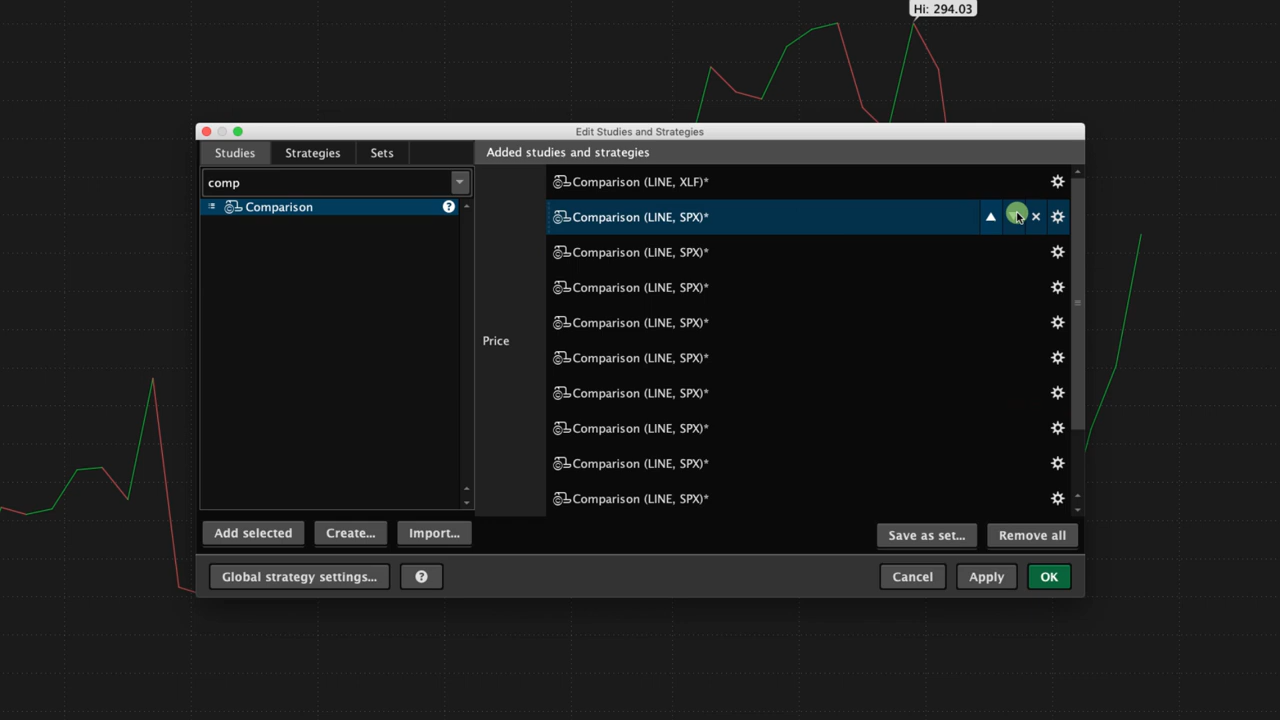 Hi: 294.03
Edit Studies and Strategies
Studies Strategies Sets
Added studies and strategies
comp
Comparison
Comparison (LINE, XLF)*
Comparison (LINE, SPX)*
Comparison (LINE, SPX)*
Comparison (LINE, SPX)*
Comparison (LINE, SPX)*
Price
Comparison (LINE, SPX)*
Comparison (LINE, SPX)*
Comparison (LINE, SPX)*
Comparison (LINE, SPX)*
Comparison (LINE, SPX)*
Add selected Create... Import...
Save as set... Remove all
Global strategy settings... ?
Cancel Apply OK